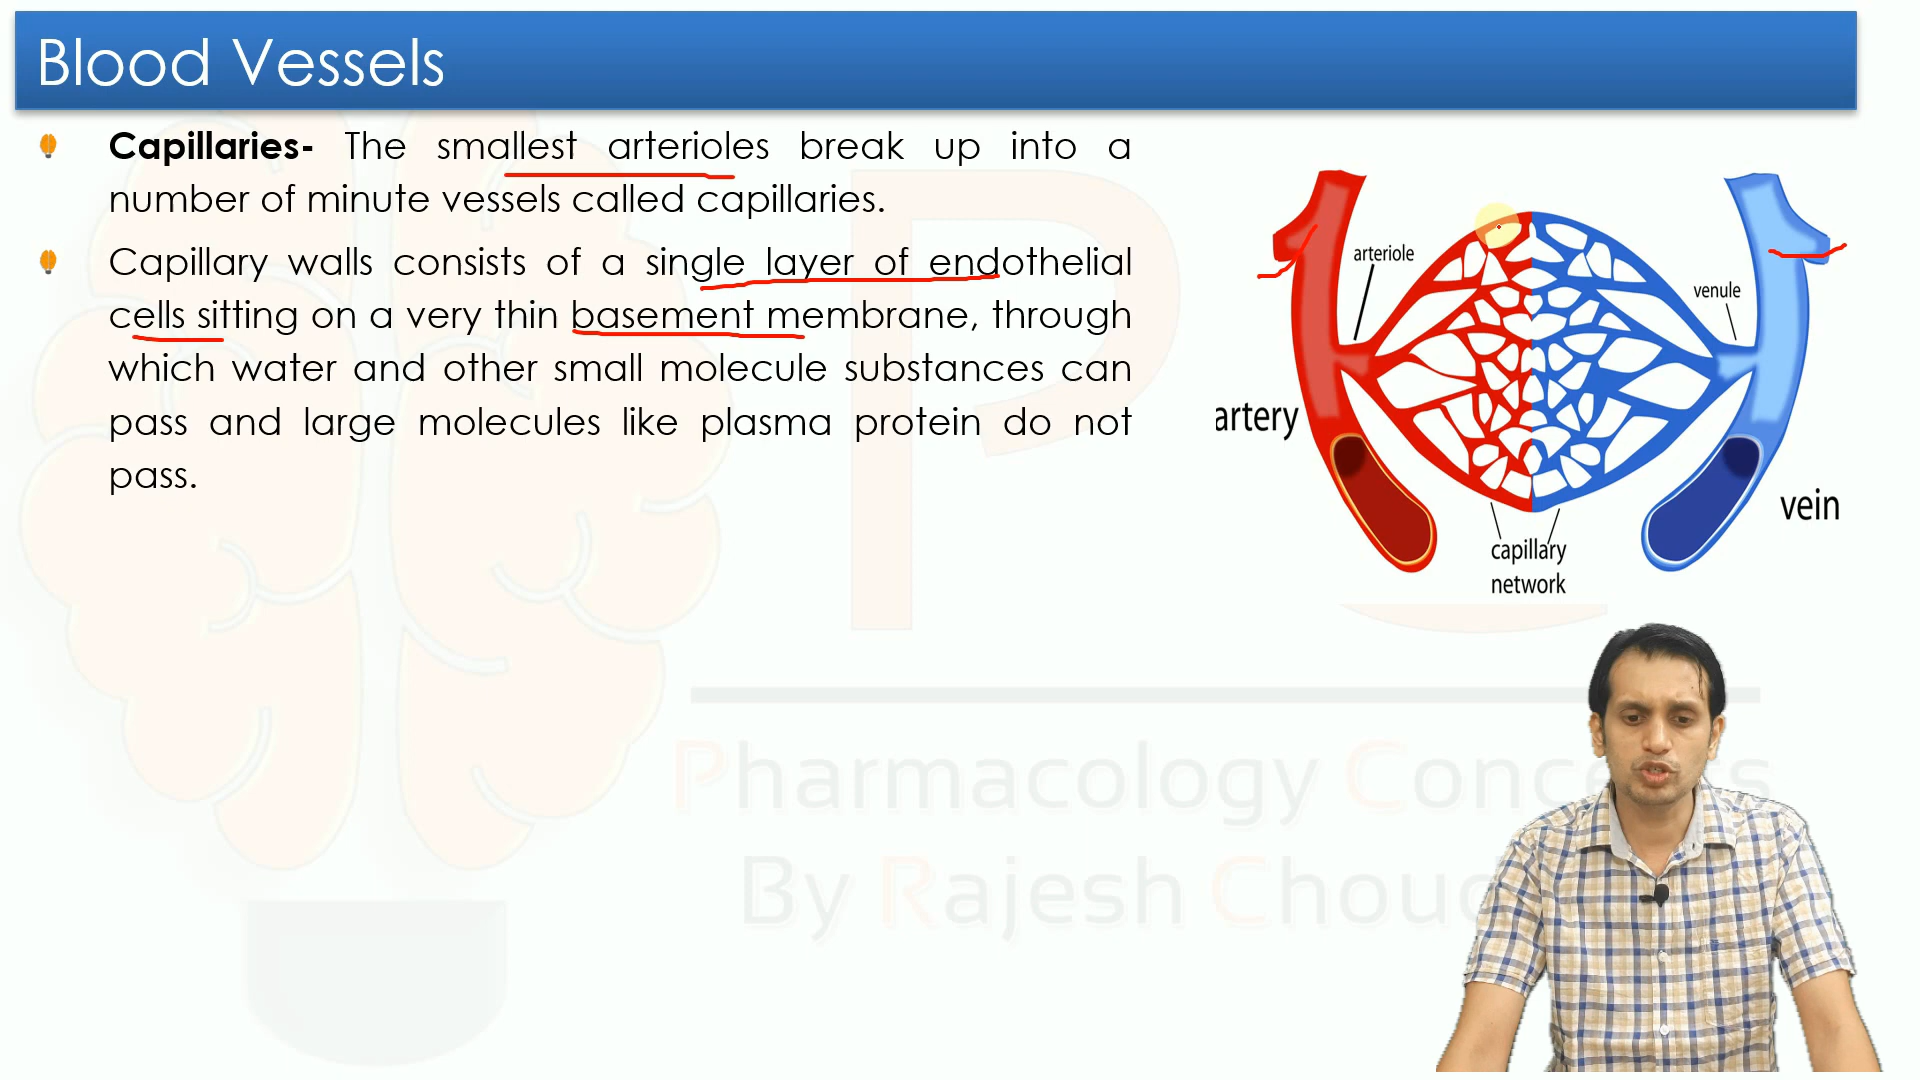 Blood Vessels
Capillaries- The smallest arterioles break up into a
number of minute vessels called capillaries.
Capillary walls consists of a single layer of endothelial
cells sitting on a very thin basement membrane, through
which water and other small molecule substances can
pass and large molecules like plasma protein do not
pass.
arteriole
venule
artery
vein
capillary
network
Pharmacology
By Rajesh